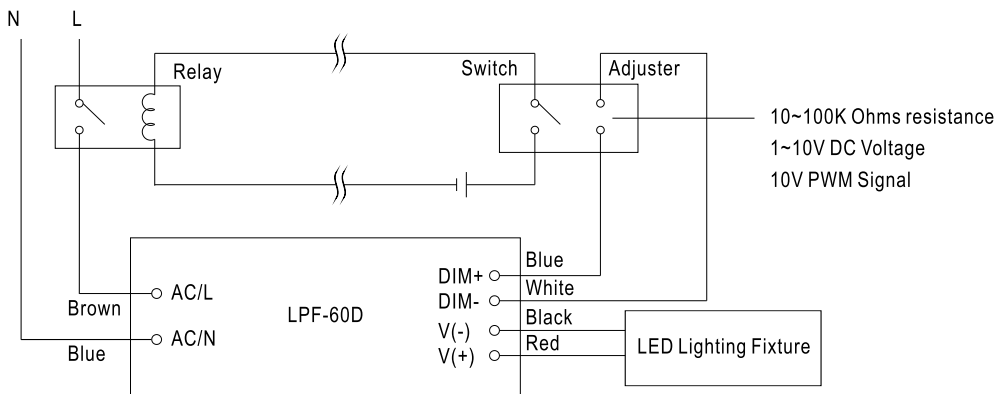 N L
Relay
Switch Adjuster
10~100K Ohms resistance
1~10V DC Voltage
10V PWM Signal
Brown
Blue
AC/L
AC/N
LPF-60D
DIM+
DIM-
V(-)
V(+)
Blue
White
Black
Red
LED Lighting Fixture